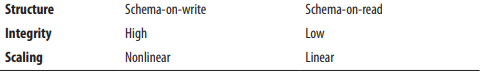 Structure Schema-on-write Schema-on-read
Integrity High Low
Scaling Nonlinear Linear